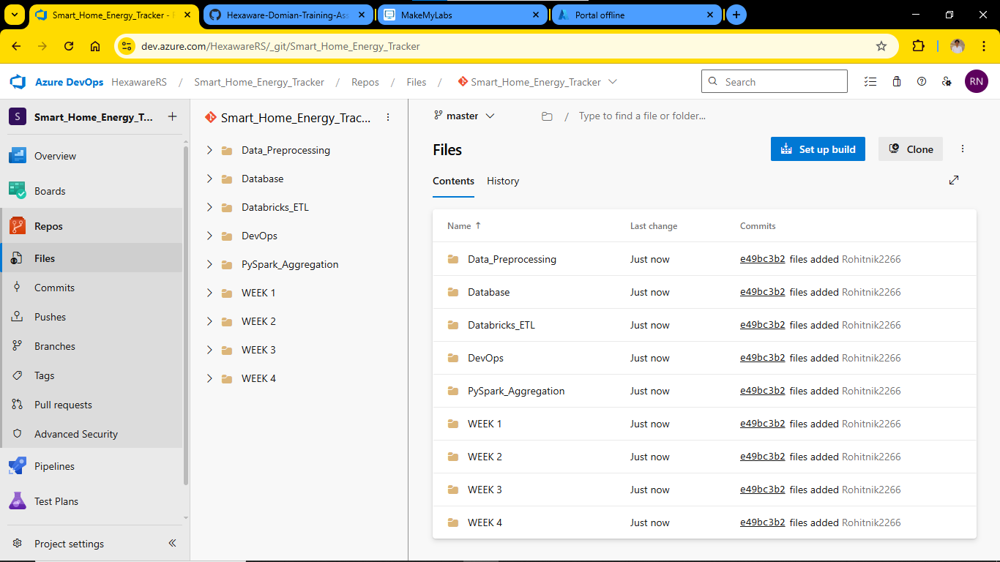 Smart_Home_Energy_Tracker - F
Hexaware-Domian-Training-Ass
MakeMyLabs
Portal offline
dev.azure.com/HexawareRS/_git/Smart_Home_Energy_Tracker
Azure DevOps HexawareRS / Smart_Home_Energy_Tracker / Repos / Files / Smart_Home_Energy_Tracker
Search
RN
S Smart_Home_Energy_T...
Overview
Boards
Repos
Files
Commits
Pushes
Branches
Tags
Pull requests
Advanced Security
Pipelines
Test Plans
Project settings
Smart_Home_Energy_Trac...
Data_Preprocessing
Database
Databricks_ETL
DevOps
PySpark_Aggregation
WEEK 1
WEEK 2
WEEK 3
WEEK 4
master / Type to find a file or folder...
Files
Set up build
Clone
Contents History
Name ↑ Last change Commits
Data_Preprocessing Just now e49bc3b2 files added Rohitnik2266
Database Just now e49bc3b2 files added Rohitnik2266
Databricks_ETL Just now e49bc3b2 files added Rohitnik2266
DevOps Just now e49bc3b2 files added Rohitnik2266
PySpark_Aggregation Just now e49bc3b2 files added Rohitnik2266
WEEK 1 Just now e49bc3b2 files added Rohitnik2266
WEEK 2 Just now e49bc3b2 files added Rohitnik2266
WEEK 3 Just now e49bc3b2 files added Rohitnik2266
WEEK 4 Just now e49bc3b2 files added Rohitnik2266